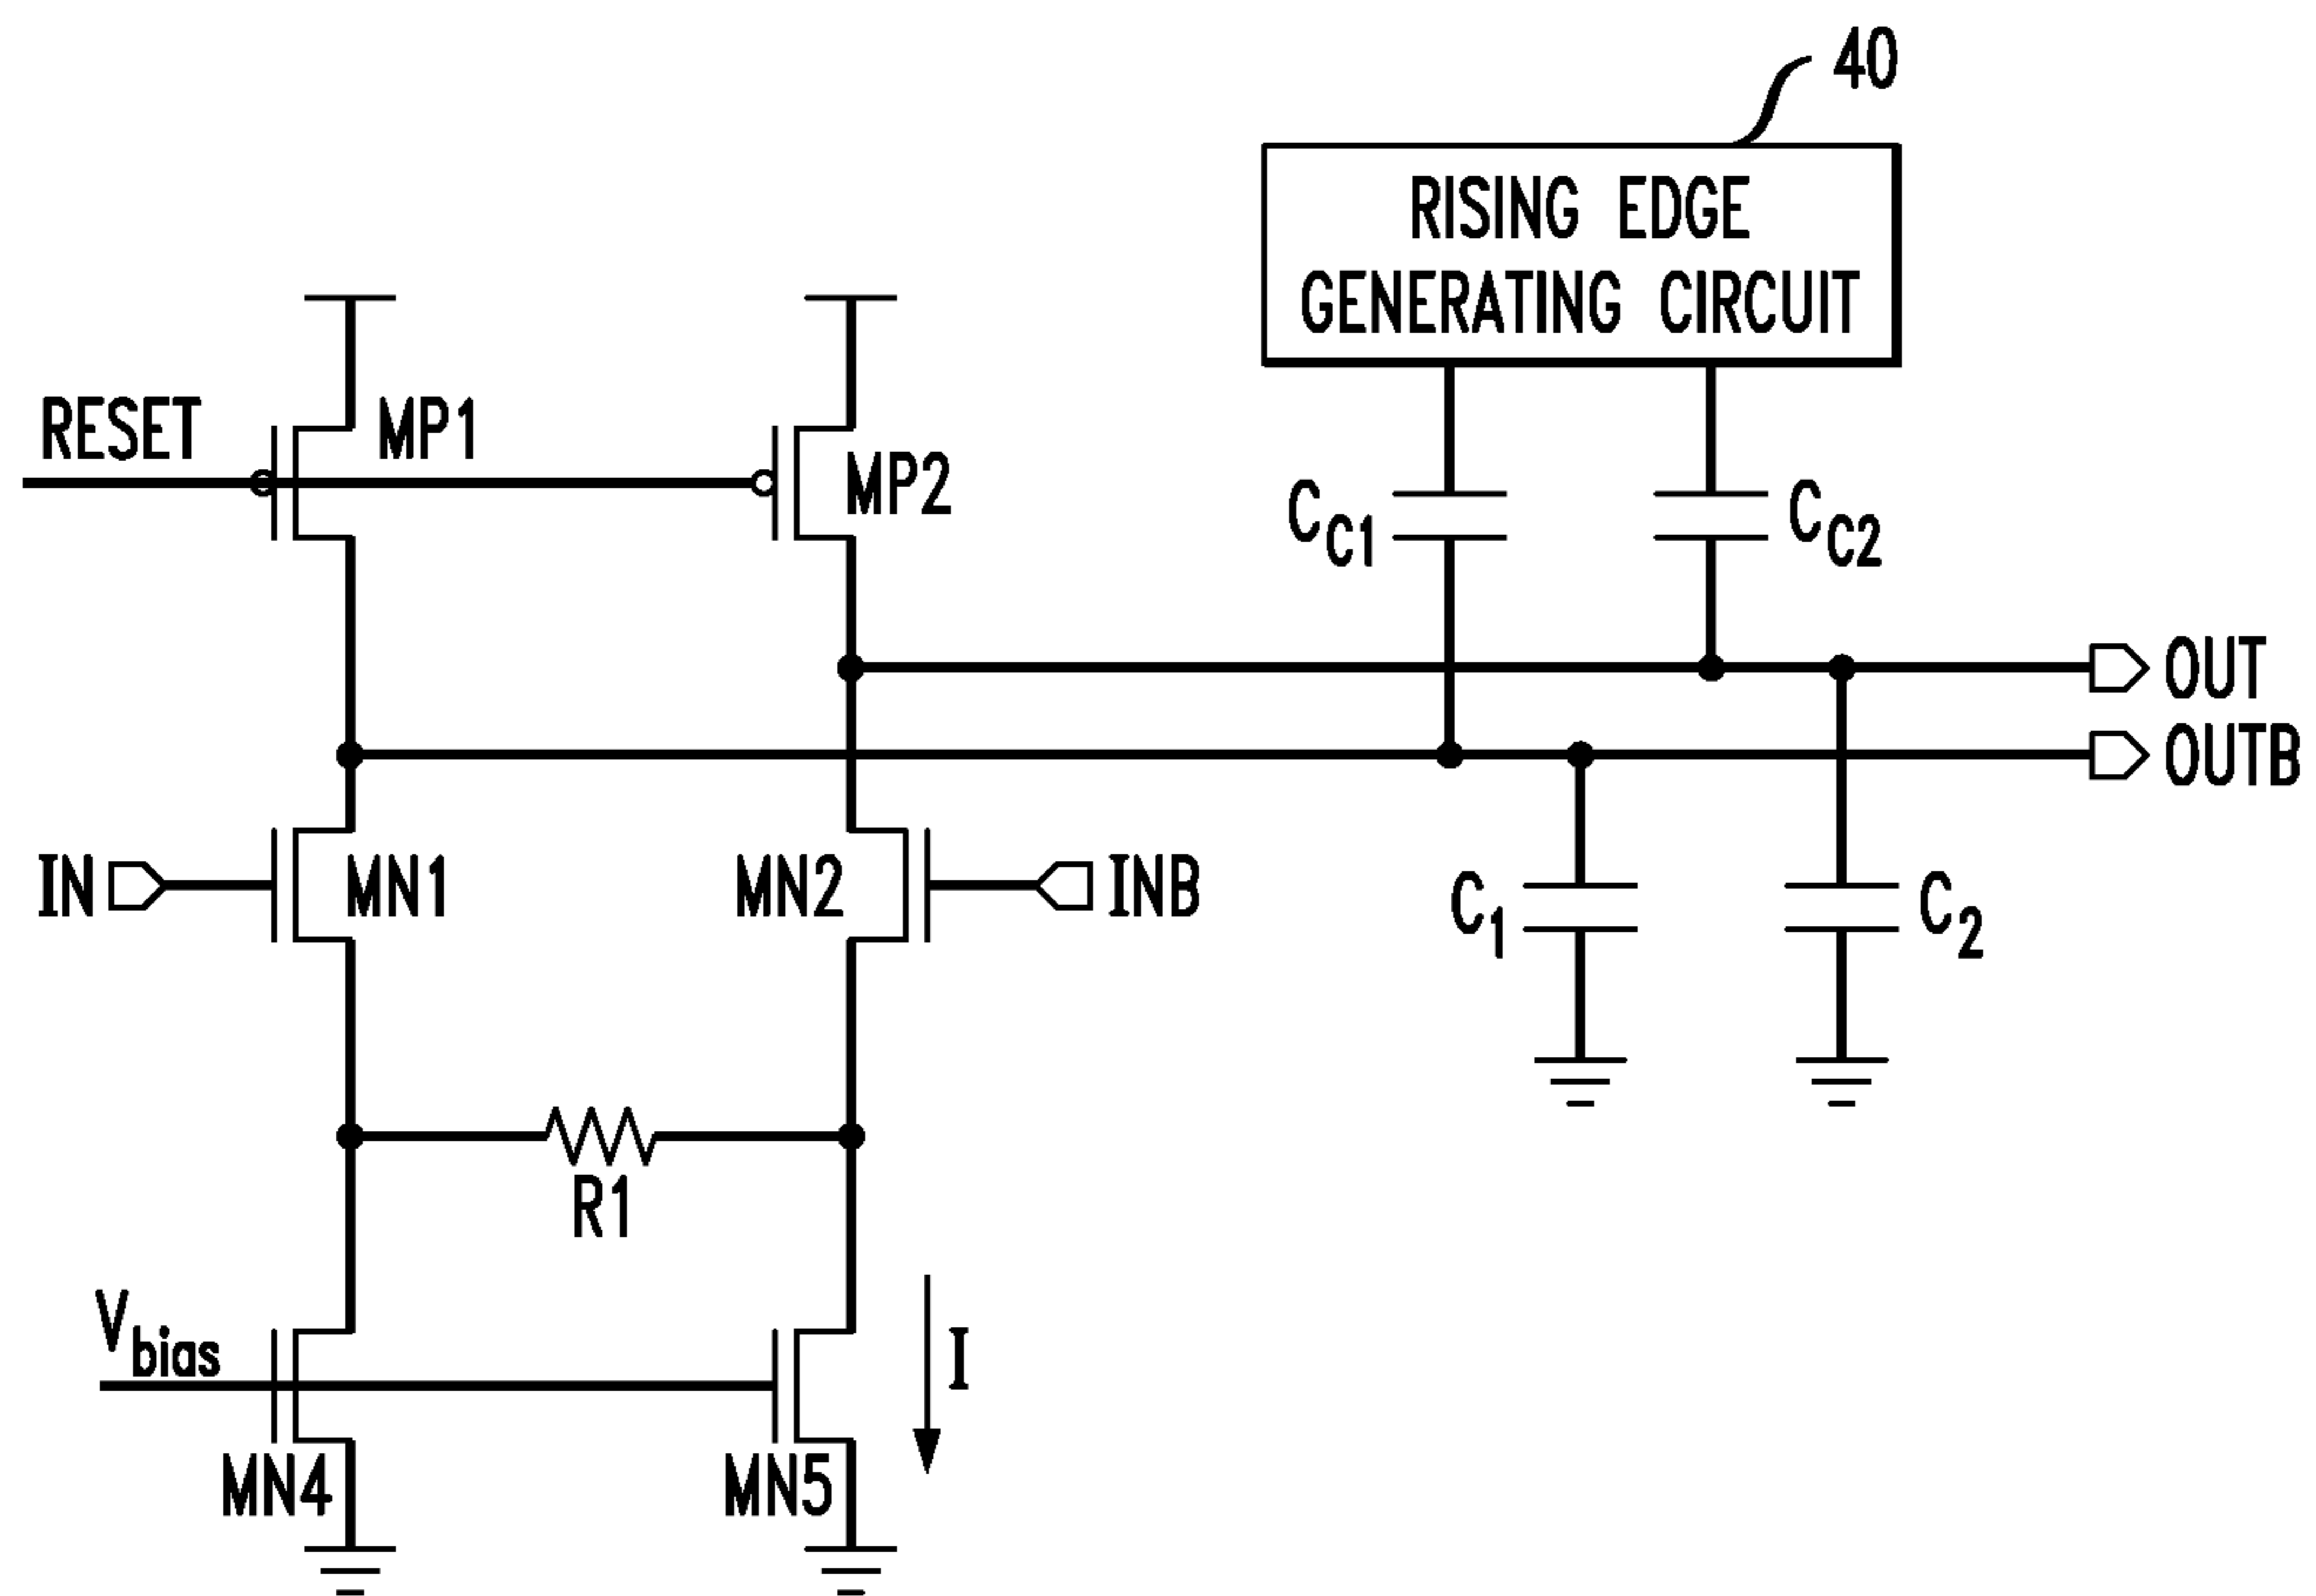 40
RISING EDGE
GENERATING CIRCUIT
RESET
MP1
MP2
CC1
CC2
OUT
OUTB
IN
MN1
MN2
INB
C1
C2
R1
Vbias
I
MN4
MN5